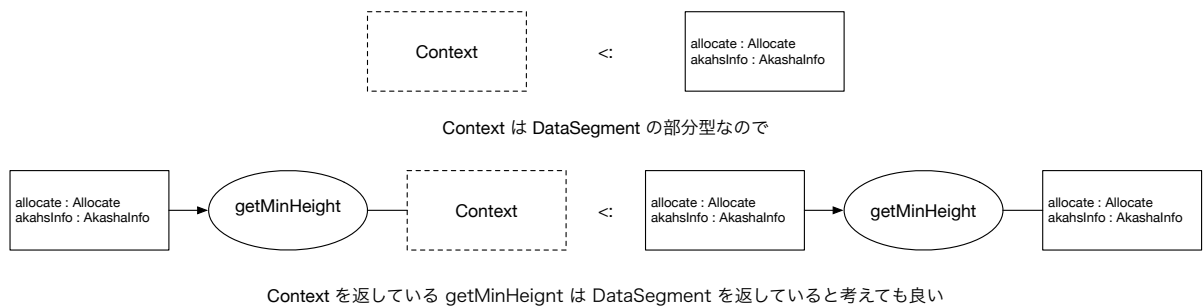 Context
<:
allocate : Allocate
akahsInfo : AkashaInfo
Context は DataSegment の部分型なので
allocate : Allocate
akahsInfo : AkashaInfo
getMinHeight
Context
<:
allocate : Allocate
akahsInfo : AkashaInfo
getMinHeight
allocate : Allocate
akahsInfo : AkashaInfo
Context を返している getMinHeignt は DataSegment を返していると考えても良い